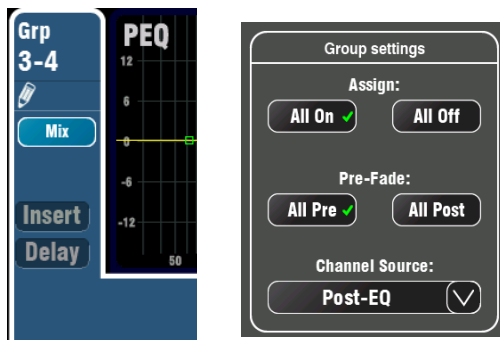 Grp
3-4
Mix
Insert
Delay
PEQ
12
6
0
-6
-12
50
Group settings
Assign:
All On All Off
Pre-Fade:
All Pre All Post
Channel Source:
Post-EQ